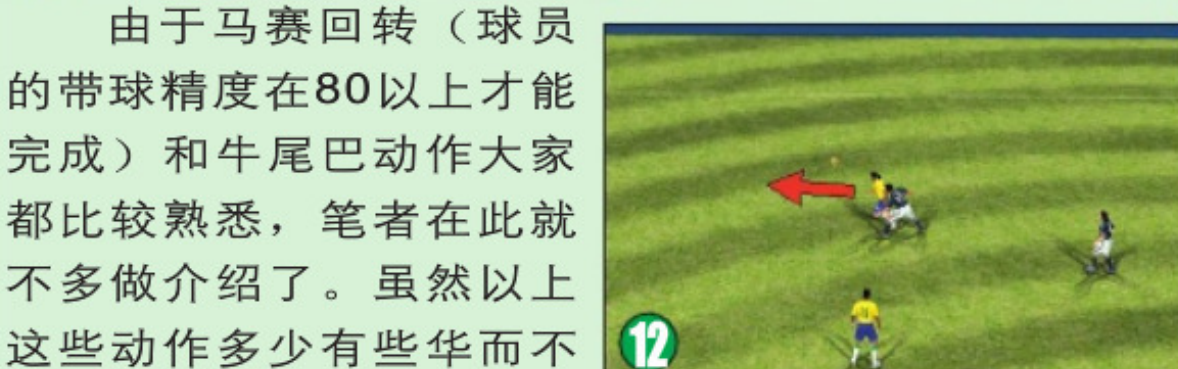 由于马赛回转（球员
的带球精度在80以上才能
完成）和牛尾巴动作大家
都比较熟悉，笔者在此就
不多做介绍了。虽然以上
这些动作多少有些华而不
12